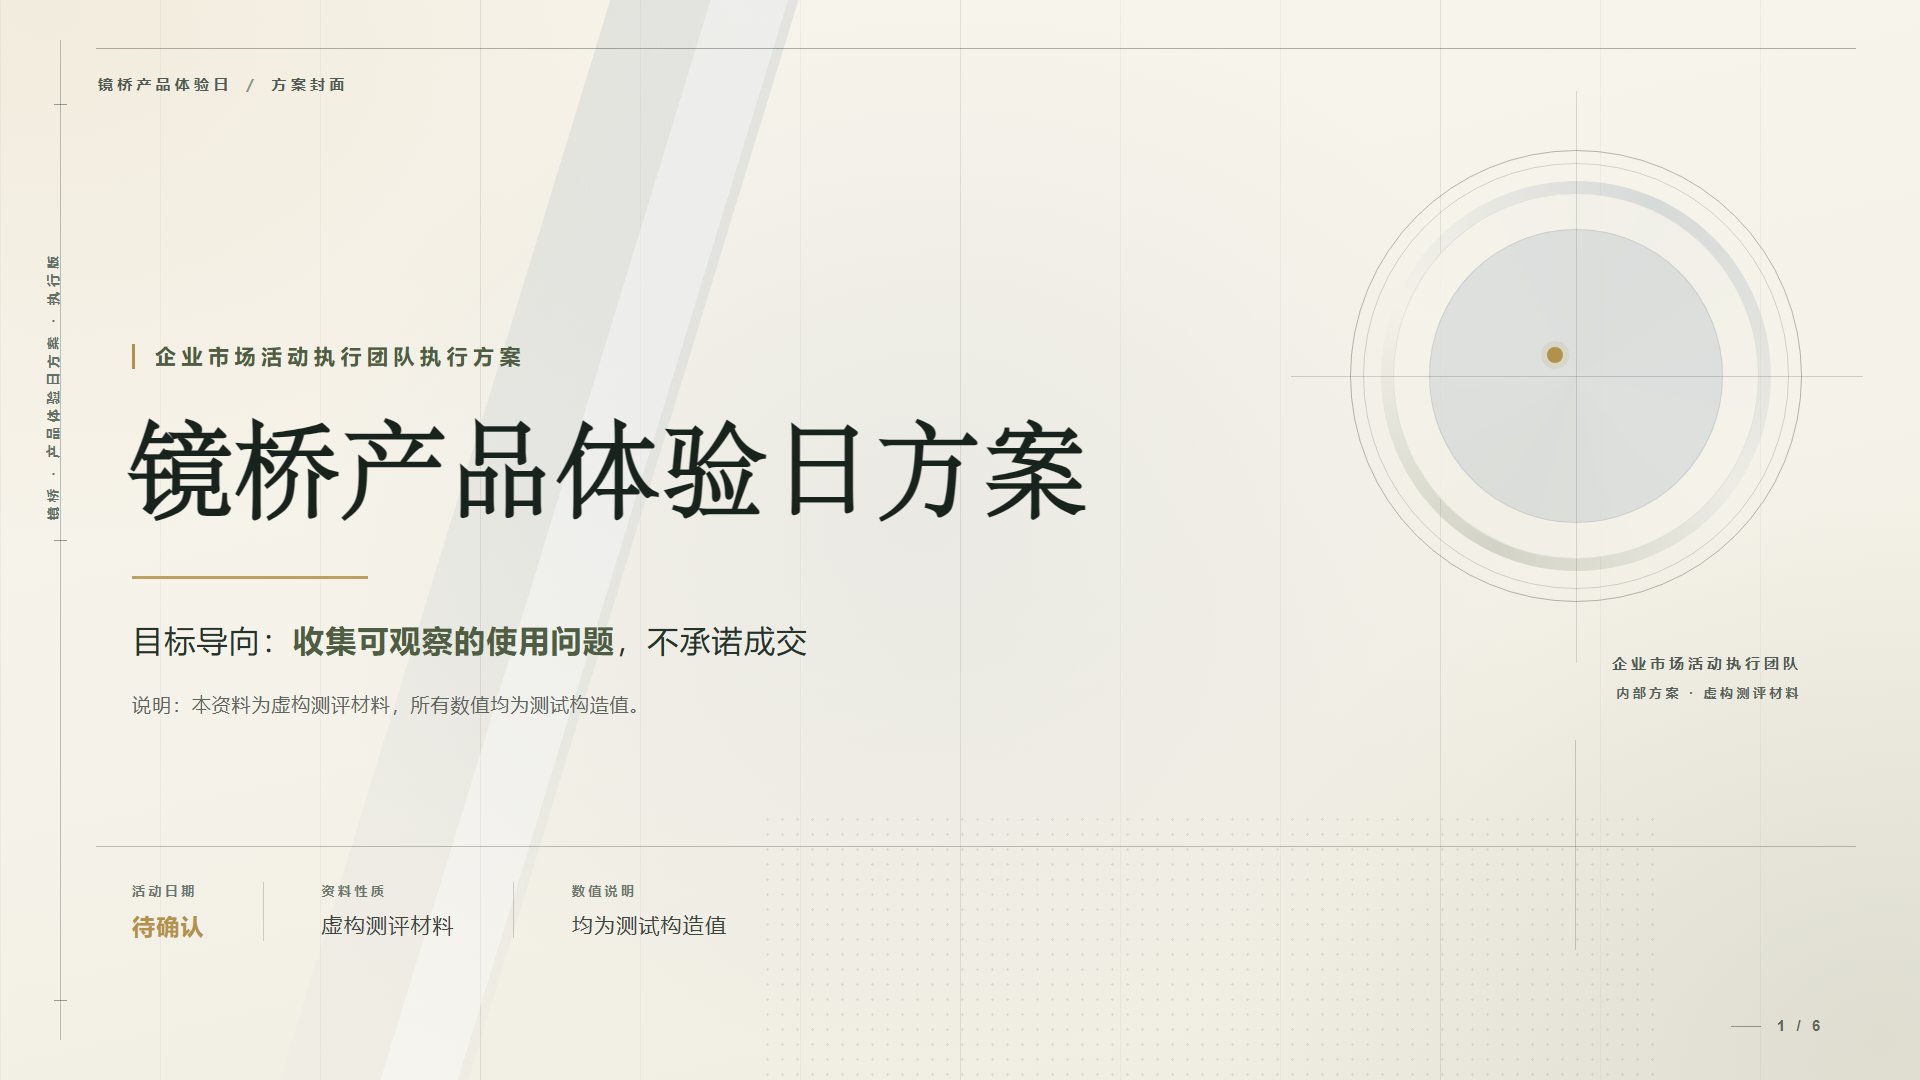 镜桥产品体验日 / 方案封面
镜桥 · 产品体验日方案 · 执行版
企业市场活动执行团队执行方案
镜桥产品体验日方案
目标导向：收集可观察的使用问题，不承诺成交
说明：本资料为虚构测评材料，所有数值均为测试构造值。
企业市场活动执行团队
内部方案 · 虚构测评材料
活动日期
待确认
资料性质
虚构测评材料
数值说明
均为测试构造值
1 / 6